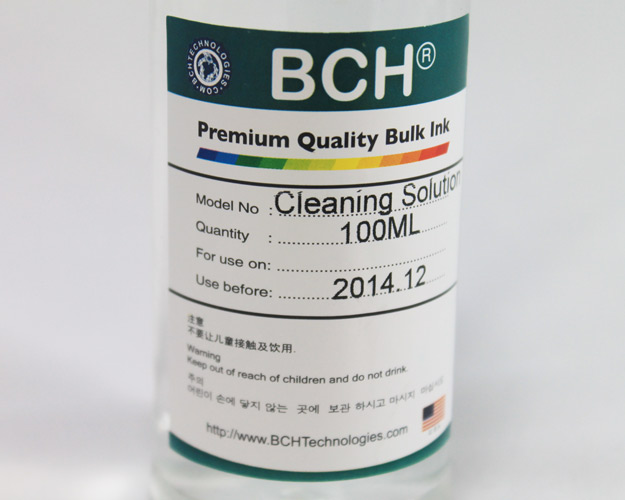 BCHTECHNOLOGIES.COM
BCH®
Premium Quality Bulk Ink
Model No : Cleaning Solution
Quantity : 100ML
For use on:
Use before: 2014.12
注意
不要让儿童接触及饮用.
Warning
Keep out of reach of children and do not drink.
주의
어린이 손에 닿지 않는 곳에 보관 하시고 마시지 마십시오
http://www.BCHTechnologies.com